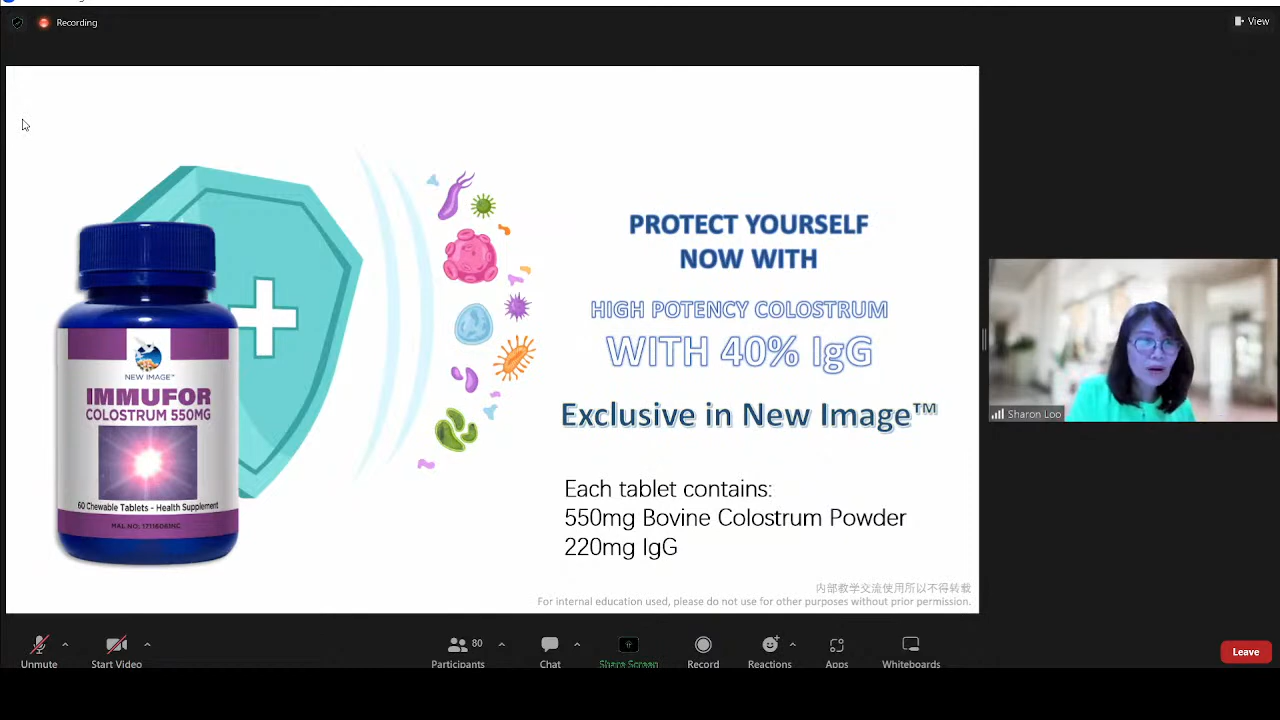 Recording
View
PROTECT YOURSELF
NOW WITH
HIGH POTENCY COLOSTRUM
WITH 40% IgG
Exclusive in New Image™
NEW IMAGE™
IMMUFOR
COLOSTRUM 550MG
60 Chewable Tablets - Health Supplement
MAL NO: 17116061NC
Each tablet contains:
550mg Bovine Colostrum Powder
220mg IgG
内部教学交流使用所以不得转载
For internal education used, please do not use for other purposes without prior permission.
Sharon Loo
Unmute
Start Video
80
Participants
Chat
Share Screen
Record
Reactions
Apps
Whiteboards
Leave